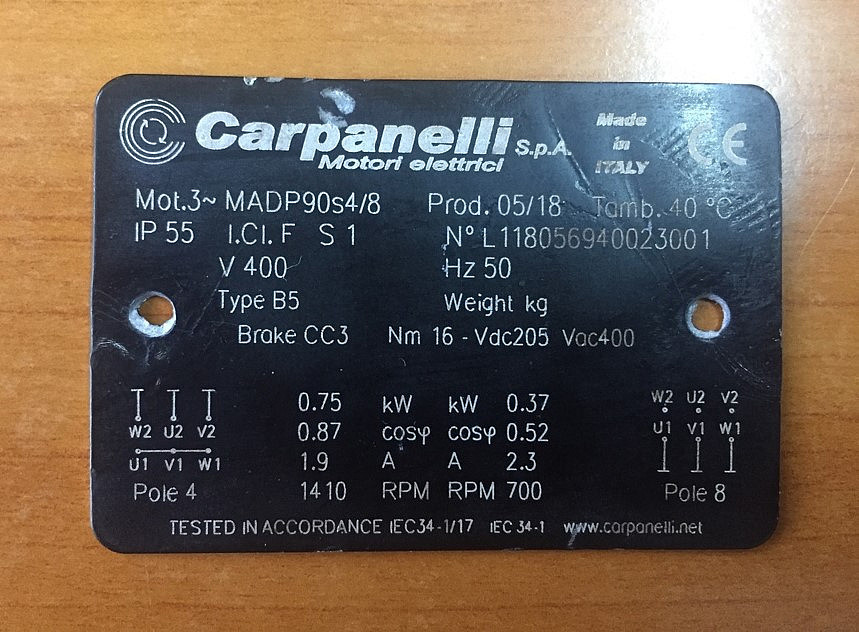 Carpanelli S.p.A.
Motori elettrici
Made in ITALY
CE
Mot.3~ MADP90s4/8 Prod. 05/18 Tamb. 40 °C
IP 55 I.Cl. F S 1 N° L118056940023001
V 400 Hz 50
Type B5 Weight kg
Brake CC3 Nm 16 - Vdc205 Vac400
0.75 kW kW 0.37
W2 U2 V2
W2 U2 V2 0.87 cosφ cosφ 0.52 U1 V1 W1
U1 V1 W1 1.9 A A 2.3
Pole 4 1410 RPM RPM 700 Pole 8
TESTED IN ACCORDANCE IEC34-1/17 IEC 34-1 www.carpanelli.net